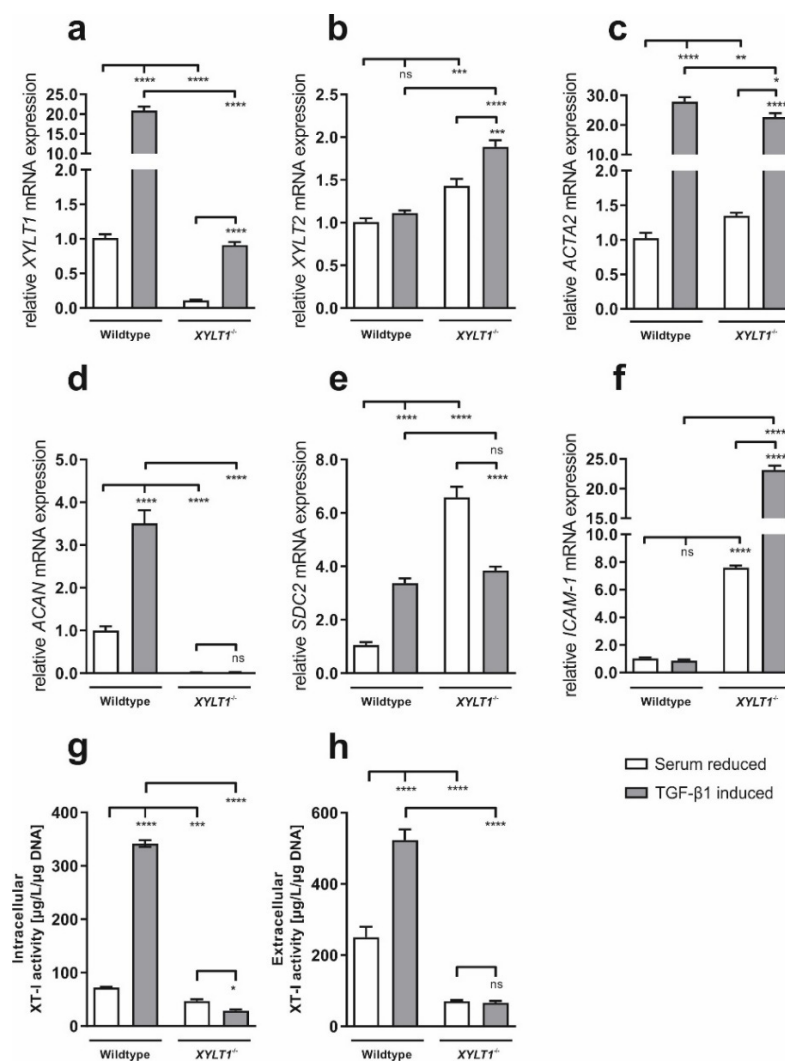 a
**** ****
****
relative XYLT1 mRNA expression
25.0
20.0
15.0
10.0
1.5
1.0
0.5
0.0
****
Wildtype XYLT1-/-
b
ns ***
****
***
relative XYLT2 mRNA expression
2.5
2.0
1.5
1.0
0.5
0.0
Wildtype XYLT1-/-
c
**** **
*
****
relative ACTA2 mRNA expression
30.0
20.0
10.0
2.0
1.5
1.0
0.5
0.0
Wildtype XYLT1-/-
d
****
**** ****
relative ACAN mRNA expression
5.0
4.0
3.0
2.0
1.0
0.0
ns
Wildtype XYLT1-/-
e
**** ****
ns
****
relative SDC2 mRNA expression
8.0
6.0
4.0
2.0
0.0
Wildtype XYLT1-/-
f
****
****
relative ICAM-1 mRNA expression
25.0
20.0
15.0
10.0
8.0
6.0
4.0
2.0
0.0
ns ****
Wildtype XYLT1-/-
g
****
**** ***
Intracellular
XT-I activity [µg/L/µg DNA]
400
300
200
100
0
*
Wildtype XYLT1-/-
h
**** ****
****
Extracellular
XT-I activity [µg/L/µg DNA]
600
400
200
0
ns
Wildtype XYLT1-/-
Serum reduced
TGF-β1 induced